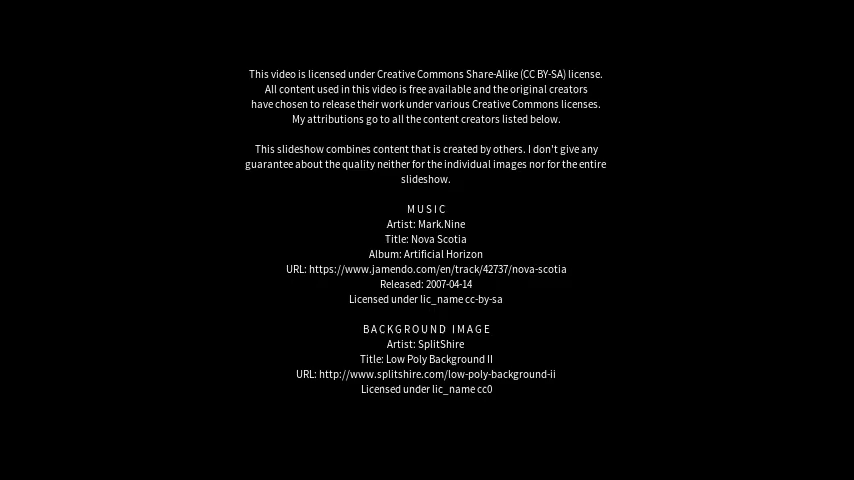 This video is licensed under Creative Commons Share-Alike (CC BY-SA) license.
All content used in this video is free available and the original creators
have chosen to release their work under various Creative Commons licenses.
My attributions go to all the content creators listed below.
This slideshow combines content that is created by others. I don't give any
guarantee about the quality neither for the individual images nor for the entire
slideshow.
MUSIC
Artist: Mark.Nine
Title: Nova Scotia
Album: Artificial Horizon
URL: https://www.jamendo.com/en/track/42737/nova-scotia
Released: 2007-04-14
Licensed under lic_name cc-by-sa
BACKGROUND IMAGE
Artist: SplitShire
Title: Low Poly Background II
URL: http://www.splitshire.com/low-poly-background-ii
Licensed under lic_name cc0